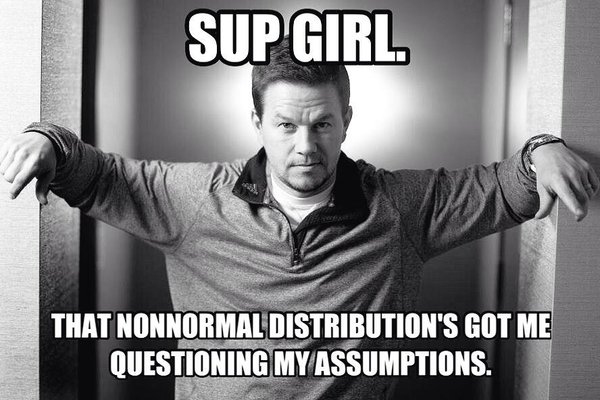 SUP GIRL.
THAT NONNORMAL DISTRIBUTION'S GOT ME
QUESTIONING MY ASSUMPTIONS.